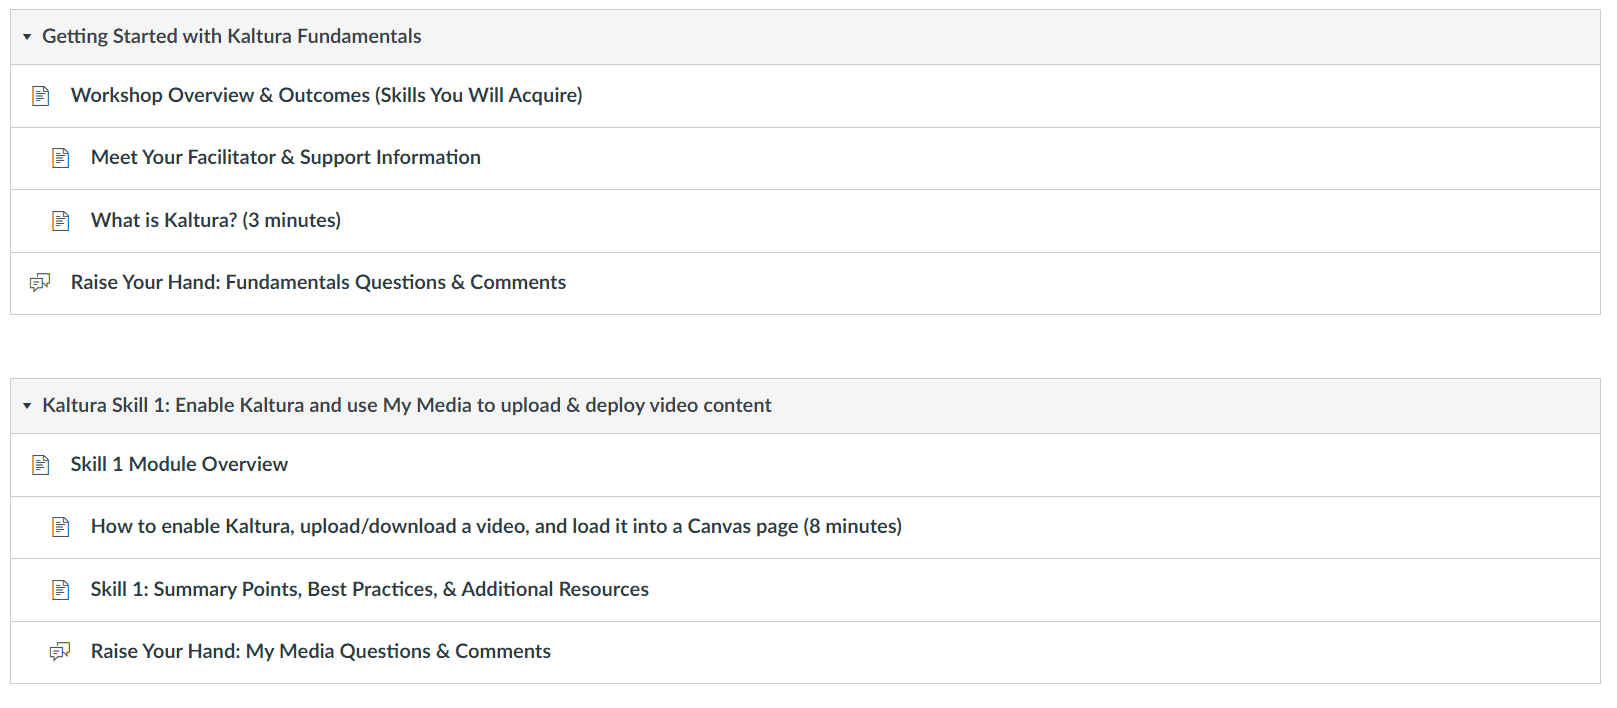 Getting Started with Kaltura Fundamentals
Workshop Overview & Outcomes (Skills You Will Acquire)
Meet Your Facilitator & Support Information
What is Kaltura? (3 minutes)
Raise Your Hand: Fundamentals Questions & Comments
Kaltura Skill 1: Enable Kaltura and use My Media to upload & deploy video content
Skill 1 Module Overview
How to enable Kaltura, upload/download a video, and load it into a Canvas page (8 minutes)
Skill 1: Summary Points, Best Practices, & Additional Resources
Raise Your Hand: My Media Questions & Comments